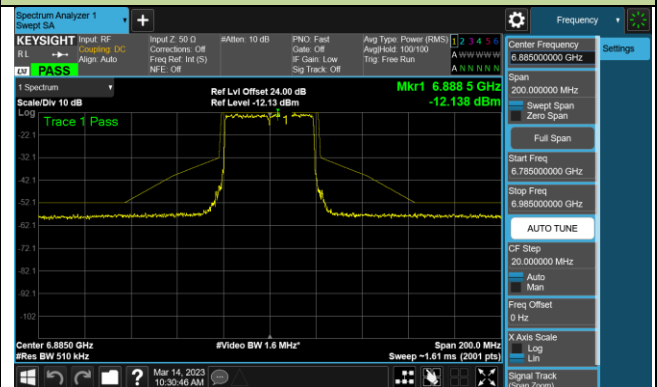 Spectrum Analyzer 1
Swept SA
Frequency
KEYSIGHT Input: RF
RL Coupling: DC
Align: Auto
Input Z: 50 Ω
Corrections: Off
Freq Ref: Int (S)
NFE: Off
#Atten: 10 dB
PNO: Fast
Gate: Off
IF Gain: Low
Sig Track: Off
Avg Type: Power (RMS)
Avg|Hold: 100/100
Trig: Free Run
1 2 3 4 5 6
A W W W W W
A N N N N N
LXI PASS
1 Spectrum
Scale/Div 10 dB
Ref Lvl Offset 24.00 dB
Ref Level -12.13 dBm
Mkr1 6.888 5 GHz
-12.138 dBm
Log
Trace 1 Pass
1
-22.1
-32.1
-42.1
-52.1
-62.1
-72.1
-82.1
-92.1
-102
Center 6.8850 GHz
#Res BW 510 kHz
#Video BW 1.6 MHz*
Span 200.0 MHz
Sweep ~1.61 ms (2001 pts)
Center Frequency
6.885000000 GHz
Settings
Span
200.000000 MHz
Swept Span
Zero Span
Full Span
Start Freq
6.785000000 GHz
Stop Freq
6.985000000 GHz
AUTO TUNE
CF Step
20.000000 MHz
Auto
Man
Freq Offset
0 Hz
X Axis Scale
Log
Lin
Signal Track
(Span Zoom)
?
Mar 14, 2023
10:30:46 AM